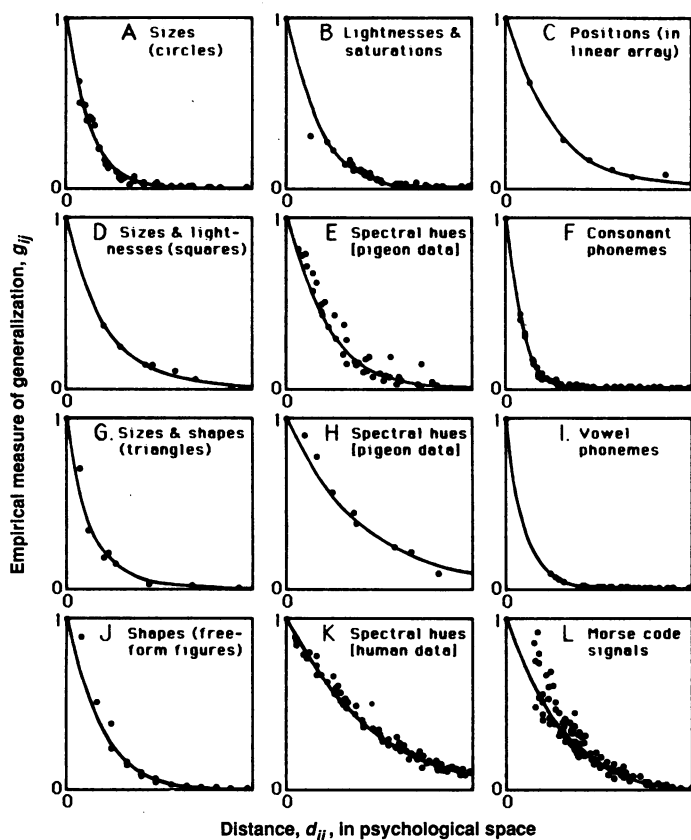 Empirical measure of generalization, gij
1
A Sizes
(circles)
0
0
1
B Lightnesses &
saturations
0
0
1
C Positions (in
linear array)
0
0
1
D Sizes & light-
nesses (squares)
0
0
1
E Spectral hues
[pigeon data]
0
0
1
F Consonant
phonemes
0
0
1
G. Sizes & shapes
(triangles)
0
0
1
H Spectral hues
[pigeon data]
0
0
1
I. Vowel
phonemes
0
0
1
J Shapes (free-
form figures)
0
0
1
K Spectral hues
[human data]
0
0
1
L Morse code
signals
0
0
Distance, dij, in psychological space